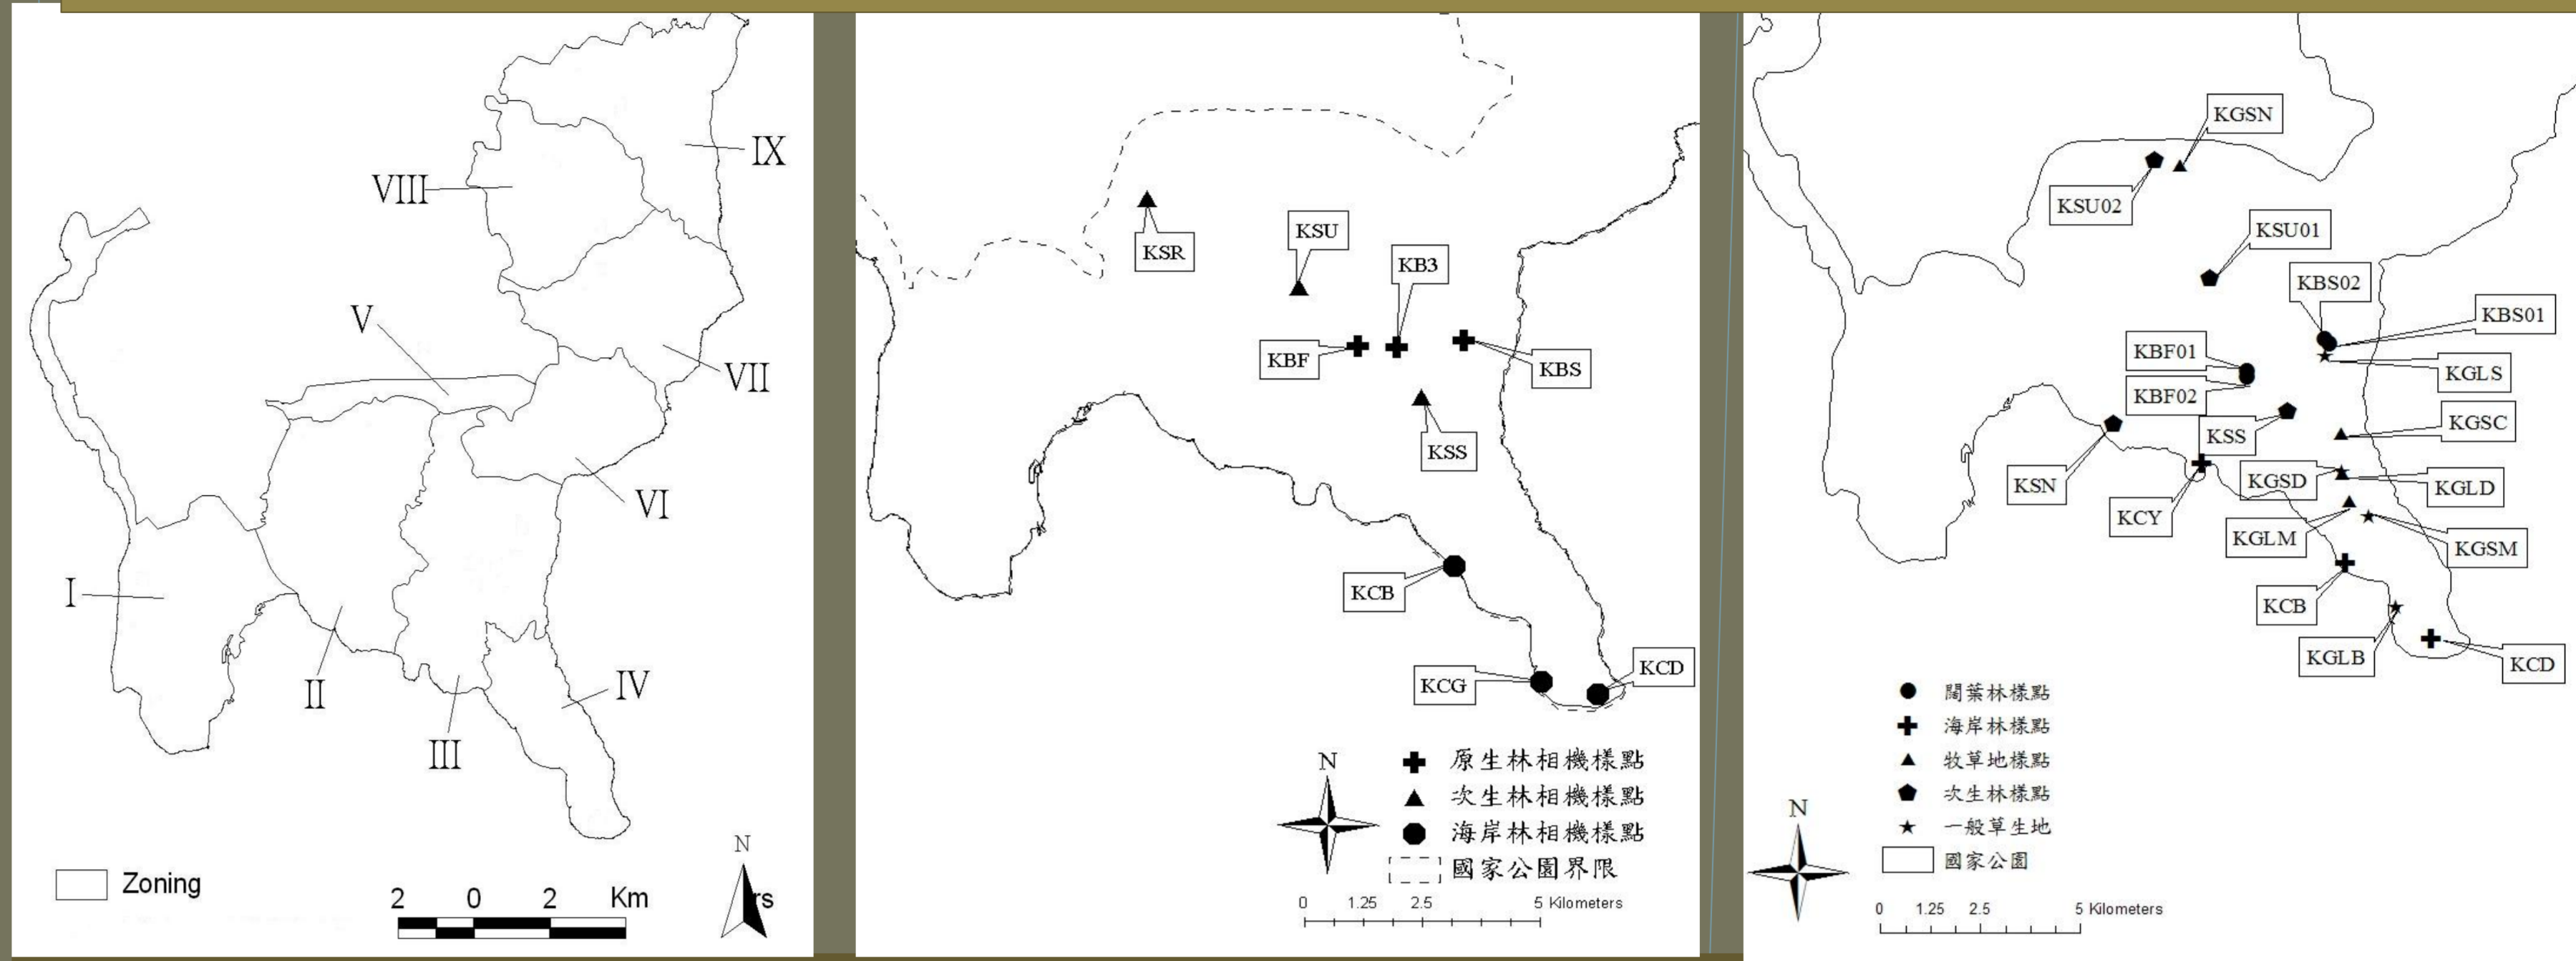 IX
VIII
V
VII
VI
I
II
IV
III
Zoning
N
2 0 2 Km
rs
KSR
KSU
KB3
KBF
KBS
KSS
KCB
KCG
KCD
N
原生林相機樣點
次生林相機樣點
海岸林相機樣點
國家公園界限
0 1.25 2.5 5 Kilometers
KGSN
KSU02
KSU01
KBS02
KBS01
KBF01
KGLS
KBF02
KGSC
KSS
KSN
KGSD
KGLD
KCY
KGLM
KGSM
KCB
KGLB
KCD
闊葉林樣點
海岸林樣點
牧草地樣點
次生林樣點
一般草生地
國家公園
N
0 1.25 2.5 5 Kilometers